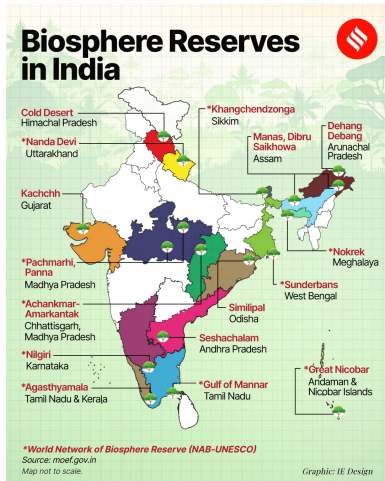 Biosphere Reserves
in India
Cold Desert
Himachal Pradesh
*Nanda Devi
Uttarakhand
Kachchh
Gujarat
*Pachmarhi,
Panna
Madhya Pradesh
*Achankmar-
Amarkantak
Chhattisgarh,
Madhya Pradesh
*Nilgiri
Karnataka
*Agasthyamala
Tamil Nadu & Kerala
*Khangchendzonga
Sikkim
Manas, Dibru
Saikhowa
Assam
Dehang
Debang
Arunachal
Pradesh
*Nokrek
Meghalaya
*Sunderbans
West Bengal
Similipal
Odisha
Seshachalam
Andhra Pradesh
*Gulf of Mannar
Tamil Nadu
*Great Nicobar
Andaman &
Nicobar Islands
*World Network of Biosphere Reserve (NAB-UNESCO)
Source: moef.gov.in
Map not to scale.
Graphic: IE Design